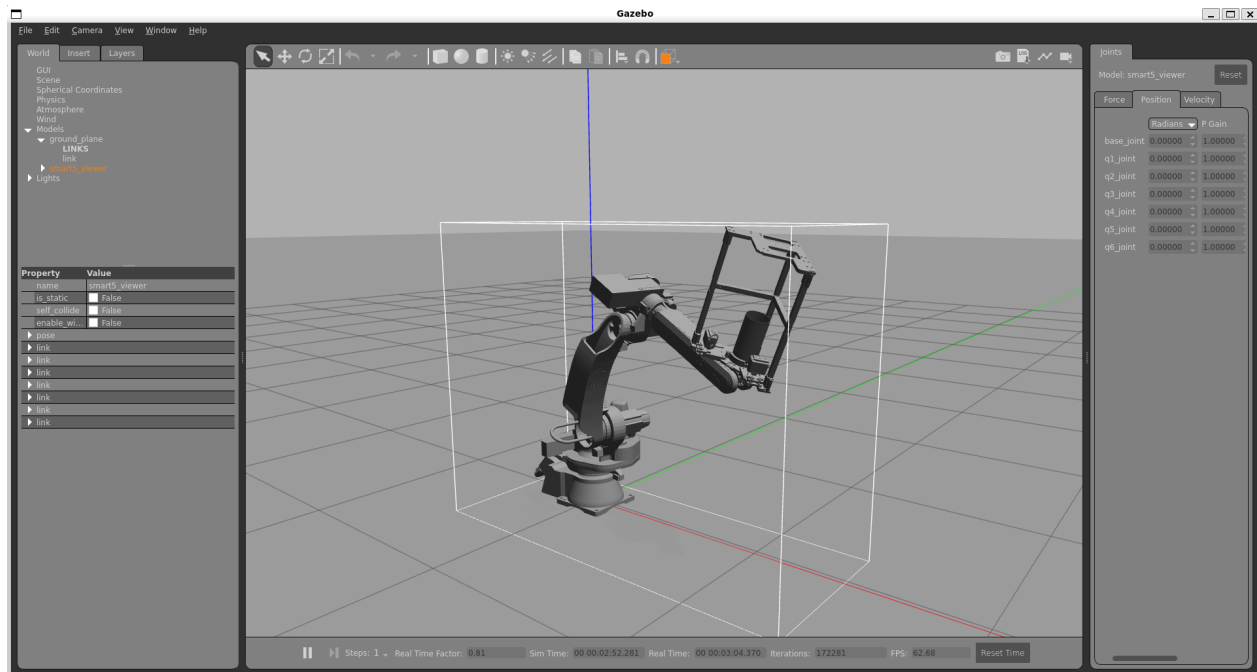 Gazebo
File Edit Camera View Window Help
World Insert Layers
GUI
Scene
Spherical Coordinates
Physics
Atmosphere
Wind
Models
ground_plane
LINKS
link
smart5_viewer
Lights
Property Value
name smart5_viewer
is_static False
self_collide False
enable_wi... False
pose
link
link
link
link
link
link
link
Steps: 1 Real Time Factor: 0.81 Sim Time: 00 00:02:52.281 Real Time: 00 00:03:04.370 Iterations: 172281 FPS: 62.68 Reset Time
Joints
Model: smart5_viewer Reset
Force Position Velocity
Radians P Gain
base_joint 0.00000 1.00000
q1_joint 0.00000 1.00000
q2_joint 0.00000 1.00000
q3_joint 0.00000 1.00000
q4_joint 0.00000 1.00000
q5_joint 0.00000 1.00000
q6_joint 0.00000 1.00000